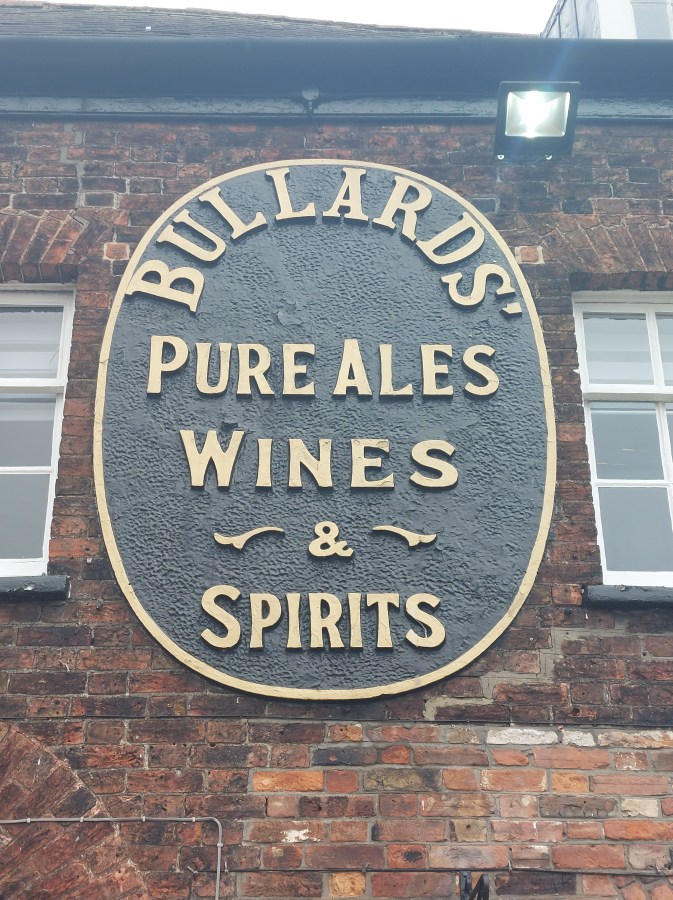 BULLARDS'
PURE ALES
WINES
&
SPIRITS